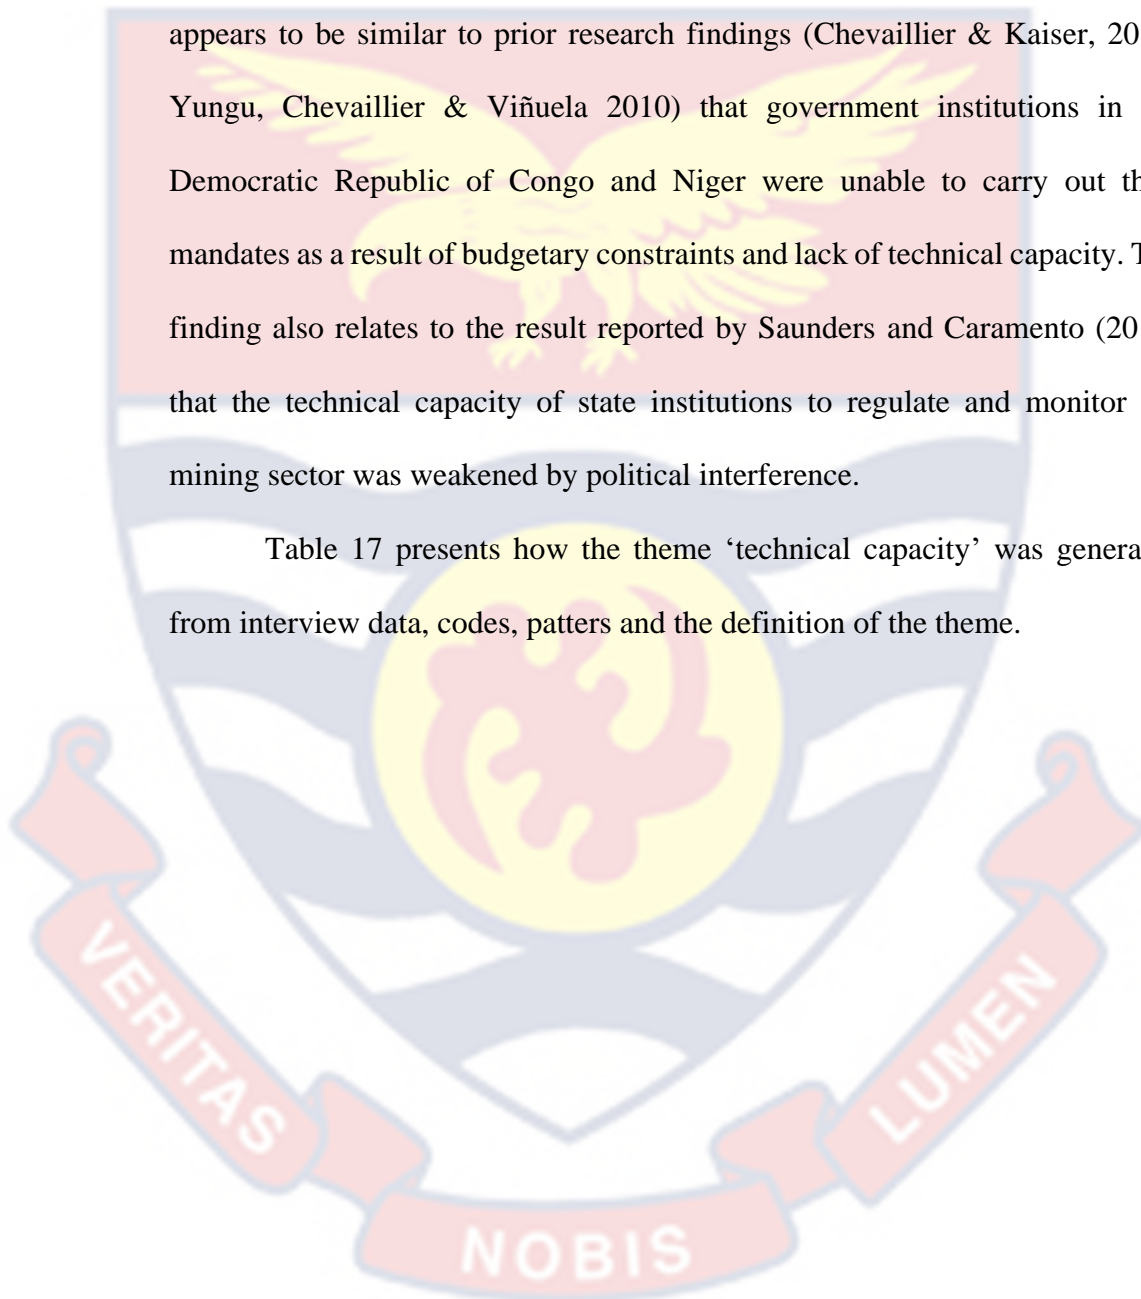 appears to be similar to prior research findings (Chevaillier & Kaiser, 20
Yungu, Chevaillier & Viñuela 2010) that government institutions in
Democratic Republic of Congo and Niger were unable to carry out
mandates as a result of budgetary constraints and lack of technical capacity.
finding also relates to the result reported by Saunders and Caramento (20
that the technical capacity of state institutions to regulate and monitor
mining sector was weakened by political interference.
Table 17 presents how the theme ‘technical capacity’ was genera
from interview data, codes, patters and the definition of the theme.
VERITAS
NOBIS
LUMEN